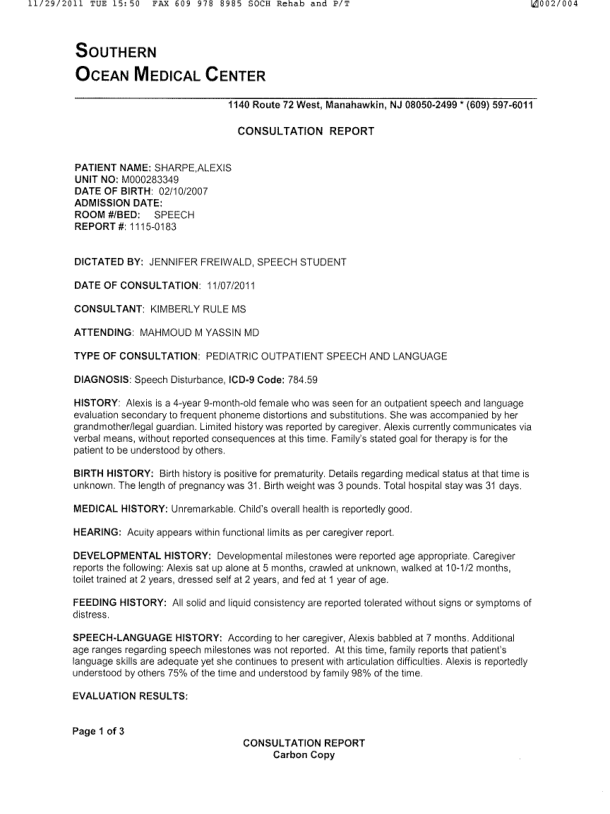 11/29/2011 TUE 15:50 FAX 609 978 8985 SOCH Rehab and P/T 002/004
SOUTHERN
OCEAN MEDICAL CENTER
1140 Route 72 West, Manahawkin, NJ 08050-2499 * (609) 597-6011
CONSULTATION REPORT
PATIENT NAME: SHARPE,ALEXIS
UNIT NO: M000283349
DATE OF BIRTH: 02/10/2007
ADMISSION DATE:
ROOM #/BED: SPEECH
REPORT #: 1115-0183
DICTATED BY: JENNIFER FREIWALD, SPEECH STUDENT
DATE OF CONSULTATION: 11/07/2011
CONSULTANT: KIMBERLY RULE MS
ATTENDING: MAHMOUD M YASSIN MD
TYPE OF CONSULTATION: PEDIATRIC OUTPATIENT SPEECH AND LANGUAGE
DIAGNOSIS: Speech Disturbance, ICD-9 Code: 784.59
HISTORY: Alexis is a 4-year 9-month-old female who was seen for an outpatient speech and language
evaluation secondary to frequent phoneme distortions and substitutions. She was accompanied by her
grandmother/legal guardian. Limited history was reported by caregiver. Alexis currently communicates via
verbal means, without reported consequences at this time. Family's stated goal for therapy is for the
patient to be understood by others.
BIRTH HISTORY: Birth history is positive for prematurity. Details regarding medical status at that time is
unknown. The length of pregnancy was 31. Birth weight was 3 pounds. Total hospital stay was 31 days.
MEDICAL HISTORY: Unremarkable. Child's overall health is reportedly good.
HEARING: Acuity appears within functional limits as per caregiver report.
DEVELOPMENTAL HISTORY: Developmental milestones were reported age appropriate. Caregiver
reports the following: Alexis sat up alone at 5 months, crawled at unknown, walked at 10-1/2 months,
toilet trained at 2 years, dressed self at 2 years, and fed at 1 year of age.
FEEDING HISTORY: All solid and liquid consistency are reported tolerated without signs or symptoms of
distress.
SPEECH-LANGUAGE HISTORY: According to her caregiver, Alexis babbled at 7 months. Additional
age ranges regarding speech milestones was not reported. At this time, family reports that patient's
language skills are adequate yet she continues to present with articulation difficulties. Alexis is reportedly
understood by others 75% of the time and understood by family 98% of the time.
EVALUATION RESULTS:
Page 1 of 3
CONSULTATION REPORT
Carbon Copy